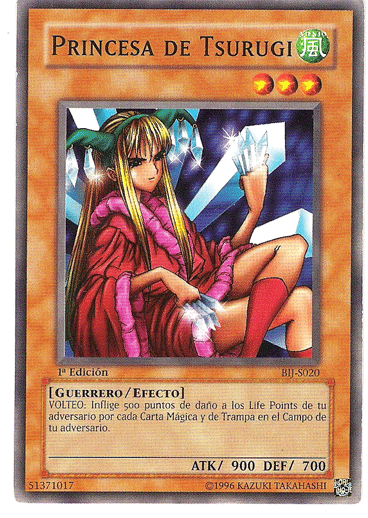 PRINCESA DE TSURUGI
VIENTO
風
1ª Edición
BIJ-S020
[GUERRERO/EFECTO]
VOLTEO: Inflige 500 puntos de daño a los Life Points de tu
adversario por cada Carta Mágica y de Trampa en el Campo de
tu adversario.
ATK/ 900 DEF/ 700
51371017
©1996 KAZUKI TAKAHASHI